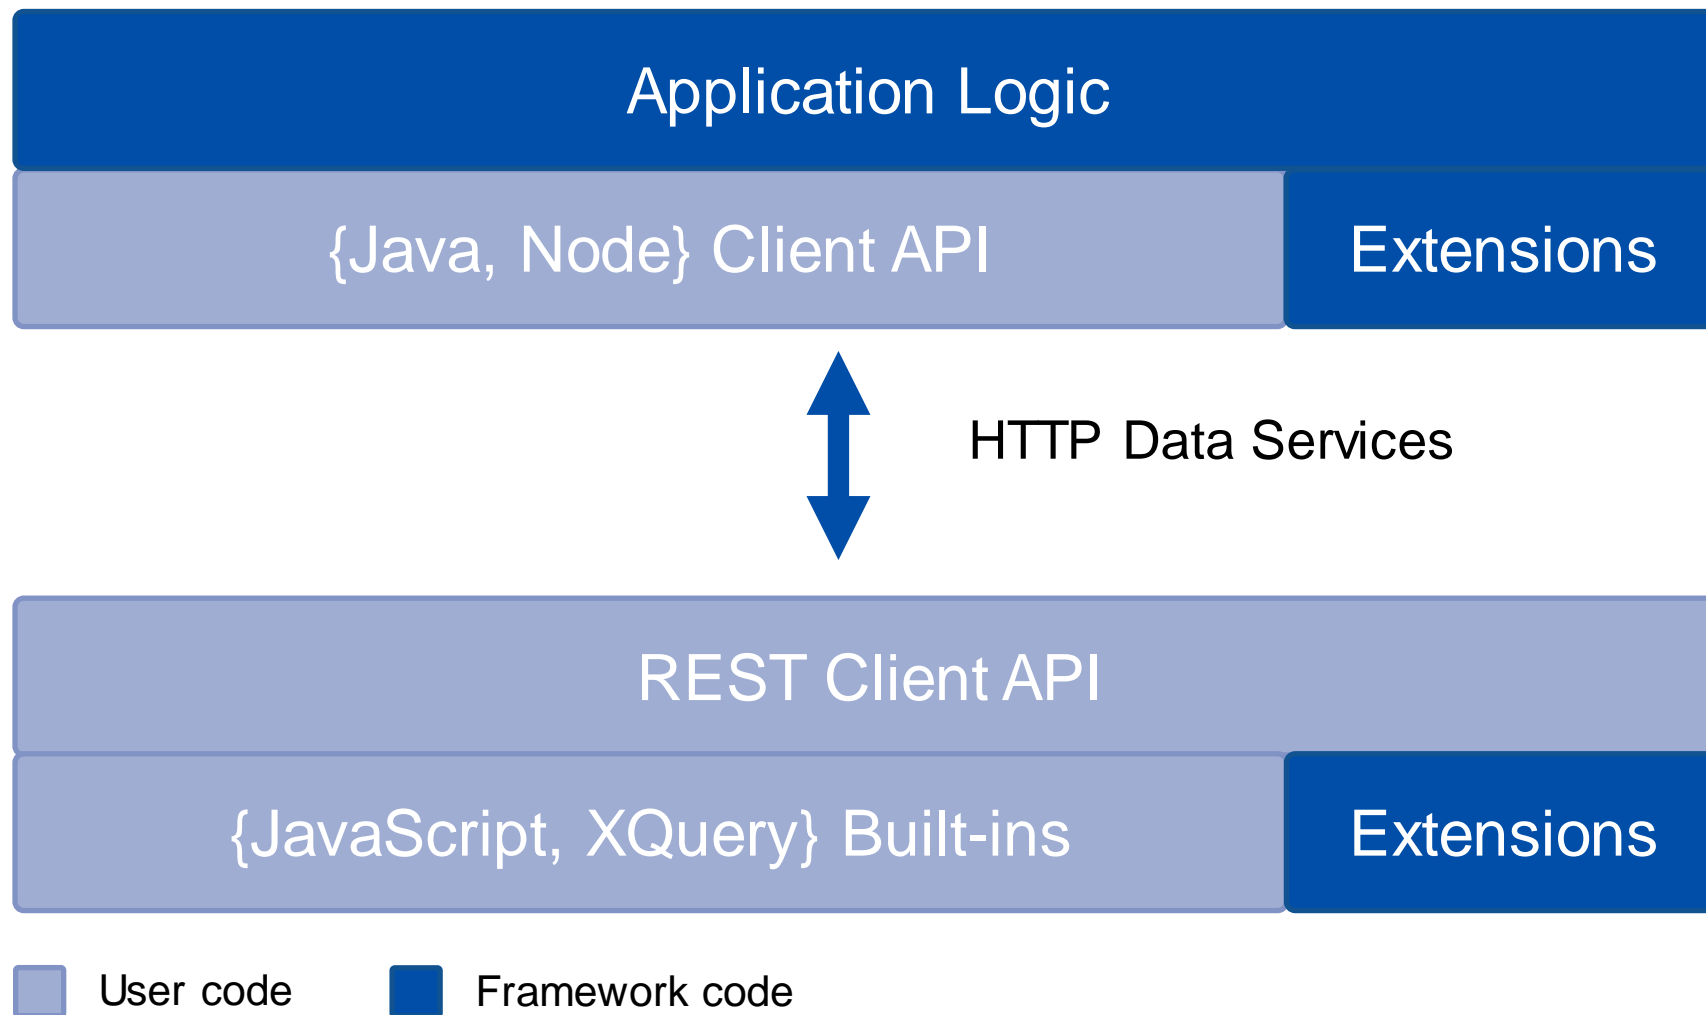 Application Logic
{Java, Node} Client API
Extensions
HTTP Data Services
REST Client API
{JavaScript, XQuery} Built-ins
Extensions
User code
Framework code